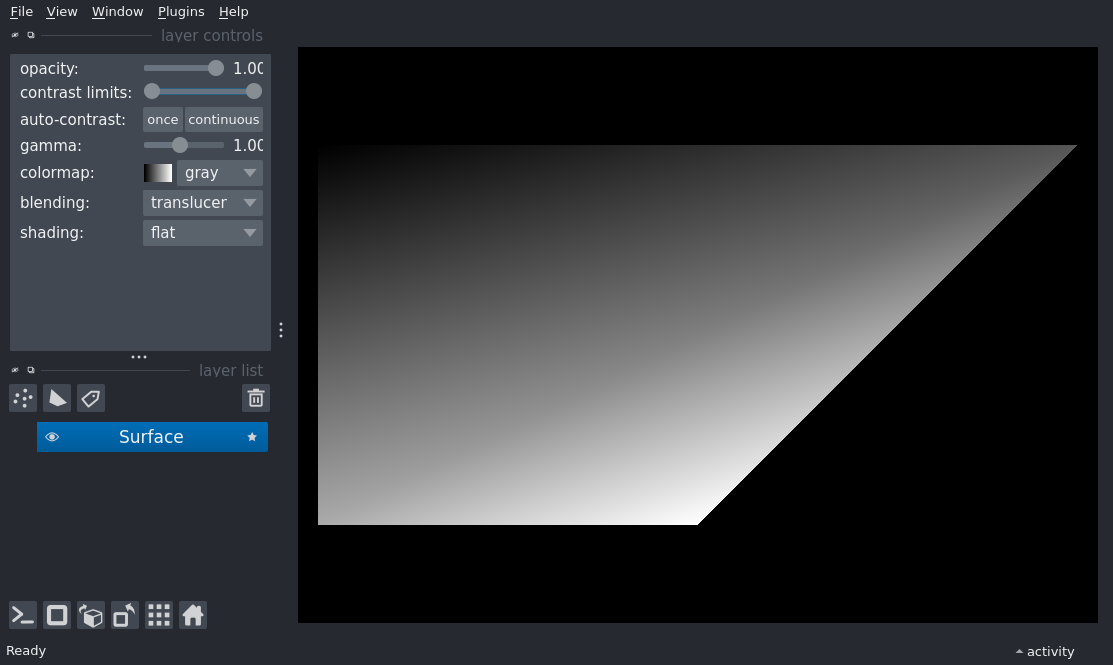 File View Window Plugins Help
layer controls
opacity: 1.00
contrast limits:
auto-contrast: once continuous
gamma: 1.00
colormap: gray
blending: translucer
shading: flat
layer list
Surface
Ready
activity